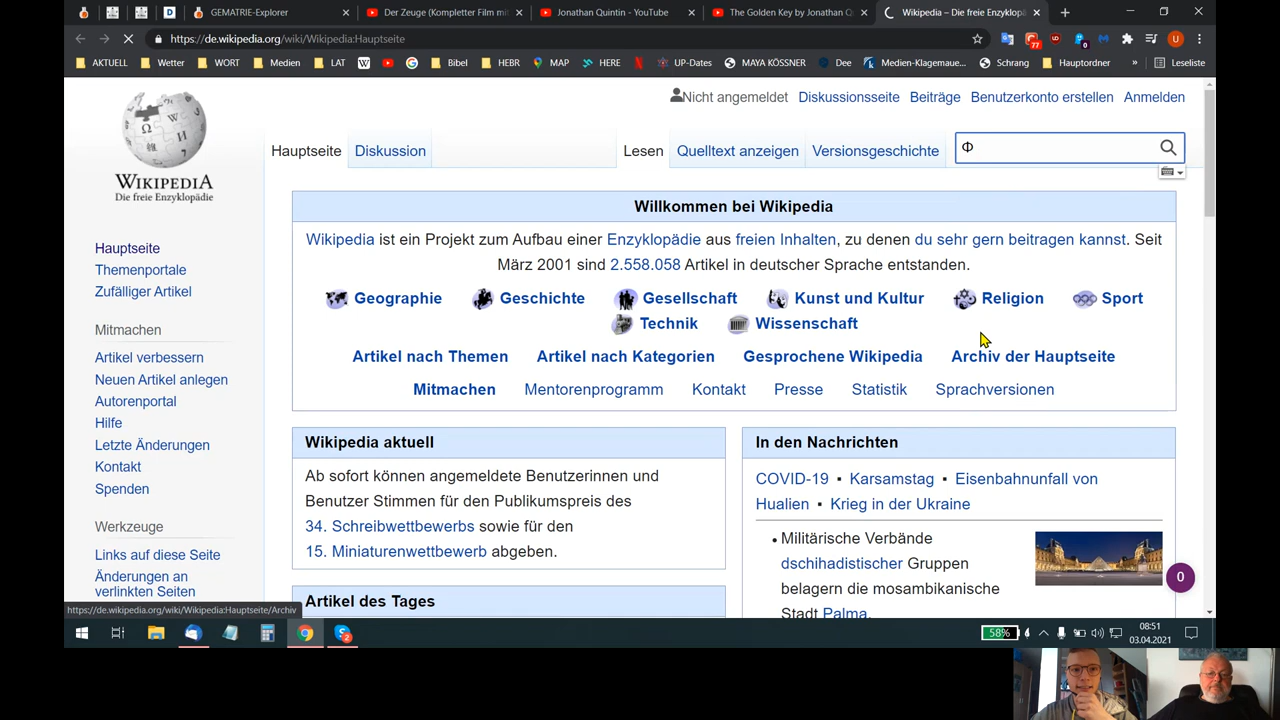 GEMATRIE-Explorer
Der Zeuge (Kompletter Film mi
Jonathan Quintin - YouTube
The Golden Key by Jonathan Q
Wikipedia – Die freie Enzyklopä
https://de.wikipedia.org/wiki/Wikipedia:Hauptseite
77
0
U
AKTUELL
Wetter
WORT
Medien
LAT
Bibel
HEBR
MAP
HERE
UP-Dates
MAYA KÖSSNER
Dee
Medien-Klagemaue...
Schrang
Hauptordner
»
Leseliste
Nicht angemeldet Diskussionsseite Beiträge Benutzerkonto erstellen Anmelden
Hauptseite Diskussion Lesen Quelltext anzeigen Versionsgeschichte Φ
WIKIPEDIA
Die freie Enzyklopädie
Hauptseite
Themenportale
Zufälliger Artikel
Mitmachen
Artikel verbessern
Neuen Artikel anlegen
Autorenportal
Hilfe
Letzte Änderungen
Kontakt
Spenden
Werkzeuge
Links auf diese Seite
Änderungen an
verlinkten Seiten
Willkommen bei Wikipedia
Wikipedia ist ein Projekt zum Aufbau einer Enzyklopädie aus freien Inhalten, zu denen du sehr gern beitragen kannst. Seit
März 2001 sind 2.558.058 Artikel in deutscher Sprache entstanden.
Geographie Geschichte Gesellschaft Kunst und Kultur Religion Sport
Technik Wissenschaft
Artikel nach Themen Artikel nach Kategorien Gesprochene Wikipedia Archiv der Hauptseite
Mitmachen Mentorenprogramm Kontakt Presse Statistik Sprachversionen
Wikipedia aktuell
Ab sofort können angemeldete Benutzerinnen und
Benutzer Stimmen für den Publikumspreis des
34. Schreibwettbewerbs sowie für den
15. Miniaturenwettbewerb abgeben.
Artikel des Tages
In den Nachrichten
COVID-19 ▪ Karsamstag ▪ Eisenbahnunfall von
Hualien ▪ Krieg in der Ukraine
• Militärische Verbände
dschihadistischer Gruppen
belagern die mosambikanische
Stadt Palma.
0
https://de.wikipedia.org/wiki/Wikipedia:Hauptseite/Archiv
2
58%
08:51
03.04.2021